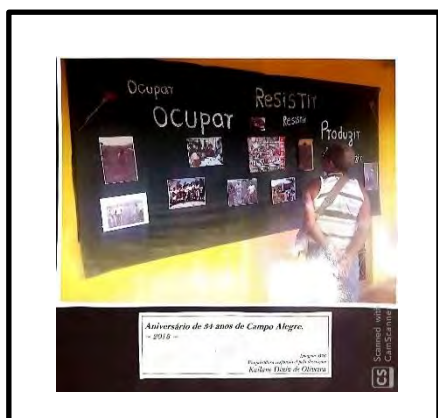 Ocupar
OCUPAR
Resistir
Resistir
Produzir
Aniversário de 34 anos de Campo Alegre.
– 2018 –
Kailane Diniz de Oliveira
Scanned with
CamScanner
CS